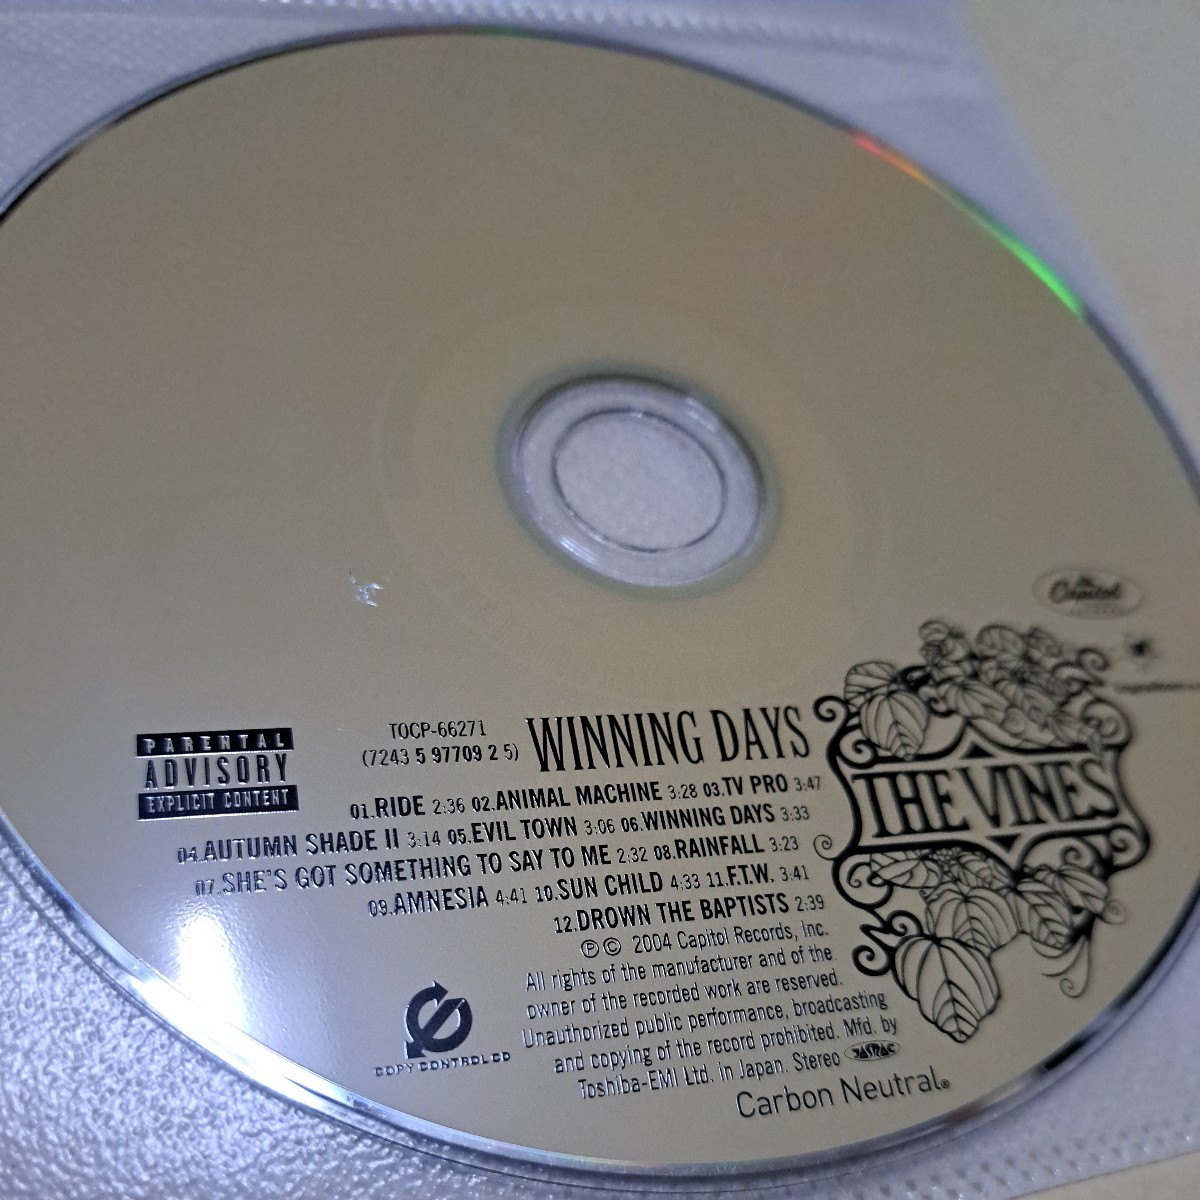 Capitol
PARENTAL
ADVISORY
EXPLICIT CONTENT
TOCP-66271
(7243 5 97709 2 5)
WINNING DAYS
THE VINES
01.RIDE 2:36 02.ANIMAL MACHINE 3:28 03.TV PRO 3:47
04.AUTUMN SHADE II 3:14 05.EVIL TOWN 3:06 06.WINNING DAYS 3:33
07.SHE'S GOT SOMETHING TO SAY TO ME 2:32 08.RAINFALL 3:23
09.AMNESIA 4:41 10.SUN CHILD 4:33 11.F.T.W. 3:41
12.DROWN THE BAPTISTS 2:39
℗© 2004 Capitol Records, Inc.
All rights of the manufacturer and of the
owner of the recorded work are reserved.
Unauthorized public performance, broadcasting
and copying of the record prohibited. Mfd. by
Toshiba-EMI Ltd. in Japan. Stereo JASRAC
COPY CONTROL CD
Carbon Neutral®